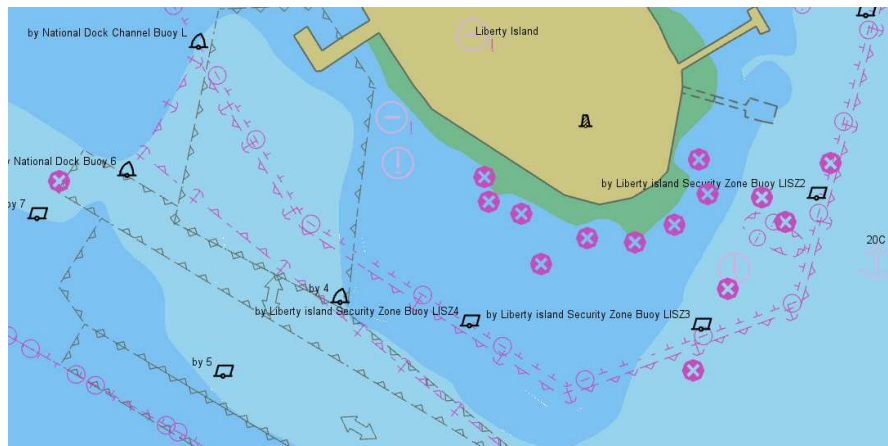 Liberty Island
by National Dock Channel Buoy L
y National Dock Buoy 6
by Liberty island Security Zone Buoy LISZ2
by 7
20C
by 4
by Liberty island Security Zone Buoy LISZ4
by Liberty island Security Zone Buoy LISZ3
by 5